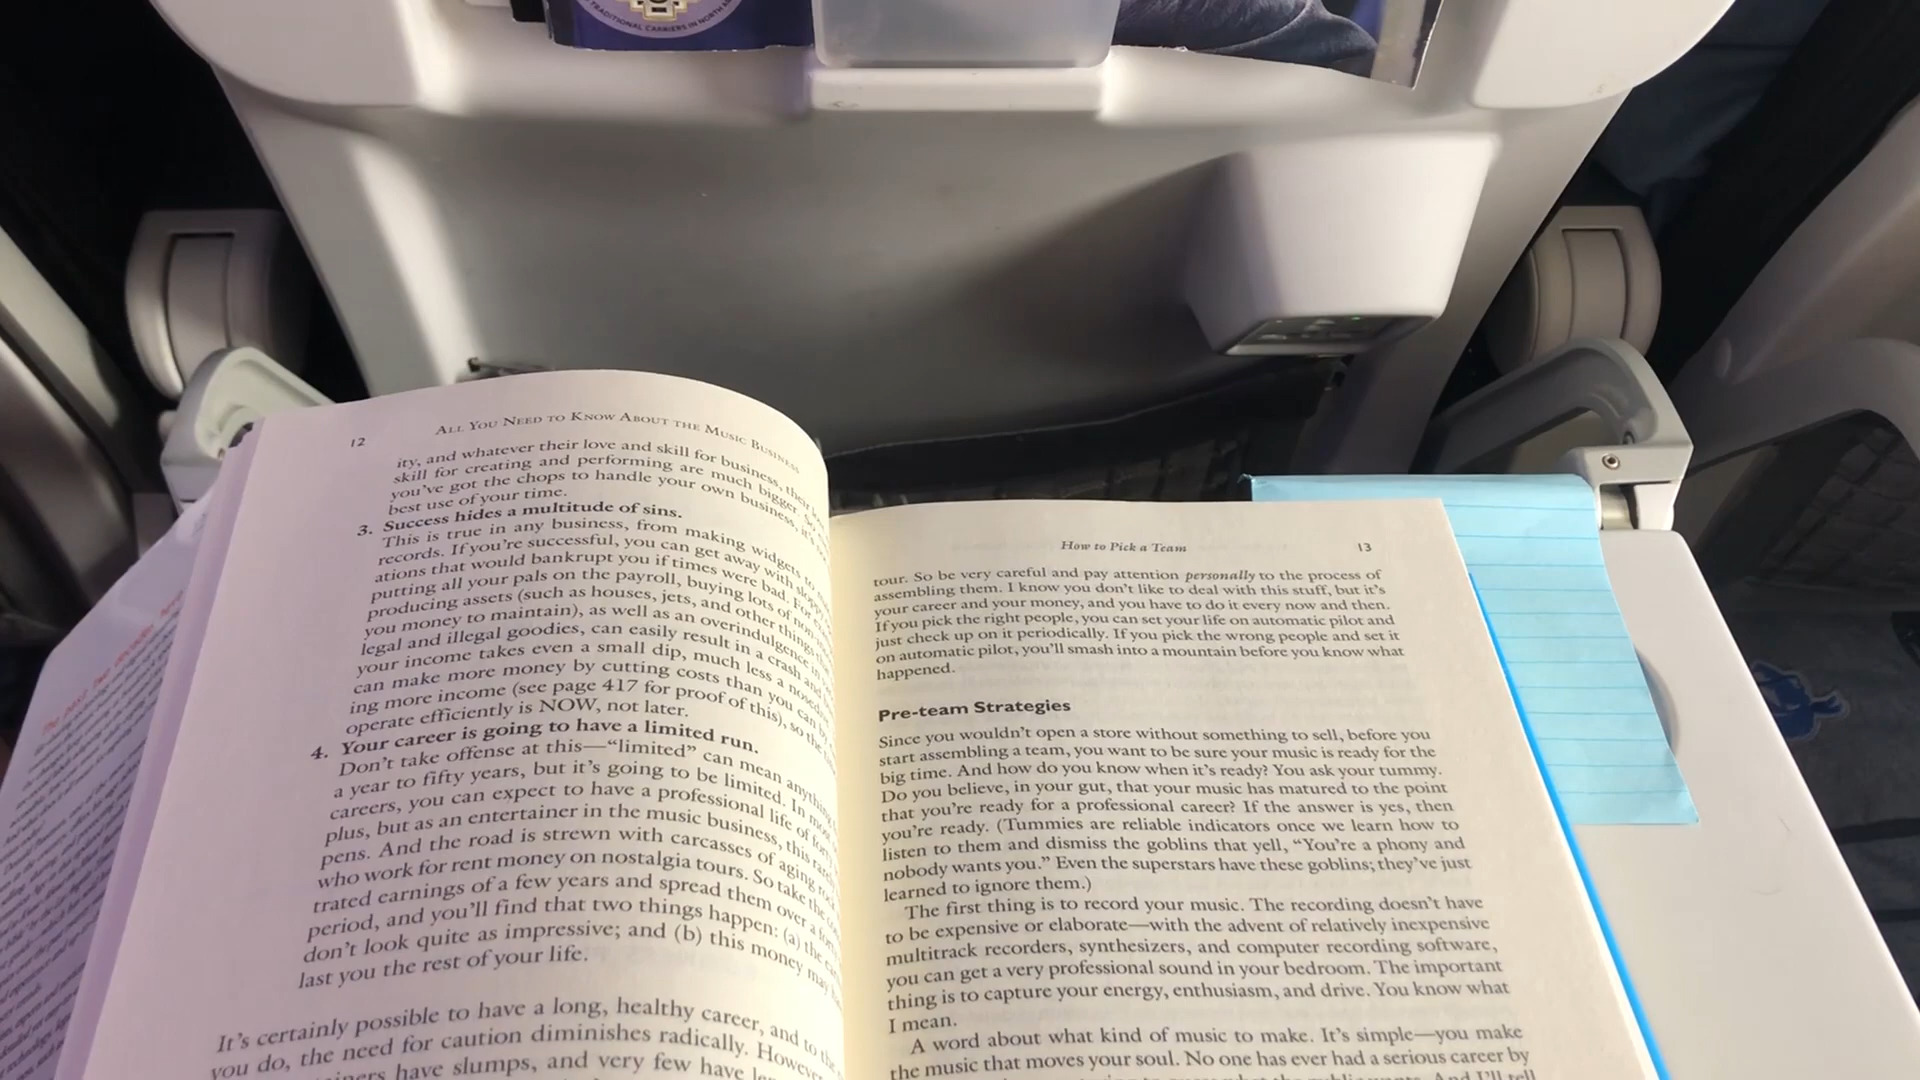 TRADITIONAL CARRIERS IN NORTH
12
ALL YOU NEED TO KNOW ABOUT THE MUSIC BUSINESS
ity, and whatever their love and skill for business, their
skill for creating and performing are much bigger. So
you've got the chops to handle your own business, it's
best use of your time.
3. Success hides a multitude of sins.
This is true in any business, from making widgets to
records. If you're successful, you can get away with
ations that would bankrupt you if times were bad. For
putting all your pals on the payroll, buying lots of
producing assets (such as houses, jets, and other things
you money to maintain), as well as an overindulgence
legal and illegal goodies, can easily result in a crash and
your income takes even a small dip, much less a
can make more money by cutting costs than you can by
ing more income (see page 417 for proof of this), so the
operate efficiently is NOW, not later.
4. Your career is going to have a limited run.
Don't take offense at this—“limited” can mean anything
a year to fifty years, but it's going to be limited. In most
careers, you can expect to have a professional life of forty
plus, but as an entertainer in the music business, this rarely
pens. And the road is strewn with carcasses of aging rock
who work for rent money on nostalgia tours. So take the
trated earnings of a few years and spread them over a
period, and you'll find that two things happen: (a) the
don't look quite as impressive; and (b) this money may
last you the rest of your life.
It's certainly possible to have a long, healthy career, and to the
you do, the need for caution diminishes radically. However
have slumps, and very few have
How to Pick a Team
13
tour. So be very careful and pay attention personally to the process of
assembling them. I know you don't like to deal with this stuff, but it's
your career and your money, and you have to do it every now and then.
If you pick the right people, you can set your life on automatic pilot and
just check up on it periodically. If you pick the wrong people and set it
on automatic pilot, you'll smash into a mountain before you know what
happened.
Pre-team Strategies
Since you wouldn't open a store without something to sell, before you
start assembling a team, you want to be sure your music is ready for the
big time. And how do you know when it's ready? You ask your tummy.
Do you believe, in your gut, that your music has matured to the point
that you're ready for a professional career? If the answer is yes, then
you're ready. (Tummies are reliable indicators once we learn how to
listen to them and dismiss the goblins that yell, “You're a phony and
nobody wants you.” Even the superstars have these goblins; they've just
learned to ignore them.)
The first thing is to record your music. The recording doesn't have
to be expensive or elaborate—with the advent of relatively inexpensive
multitrack recorders, synthesizers, and computer recording software,
you can get a very professional sound in your bedroom. The important
thing is to capture your energy, enthusiasm, and drive. You know what
I mean.
A word about what kind of music to make. It's simple—you make
the music that moves your soul. No one has ever had a serious career by